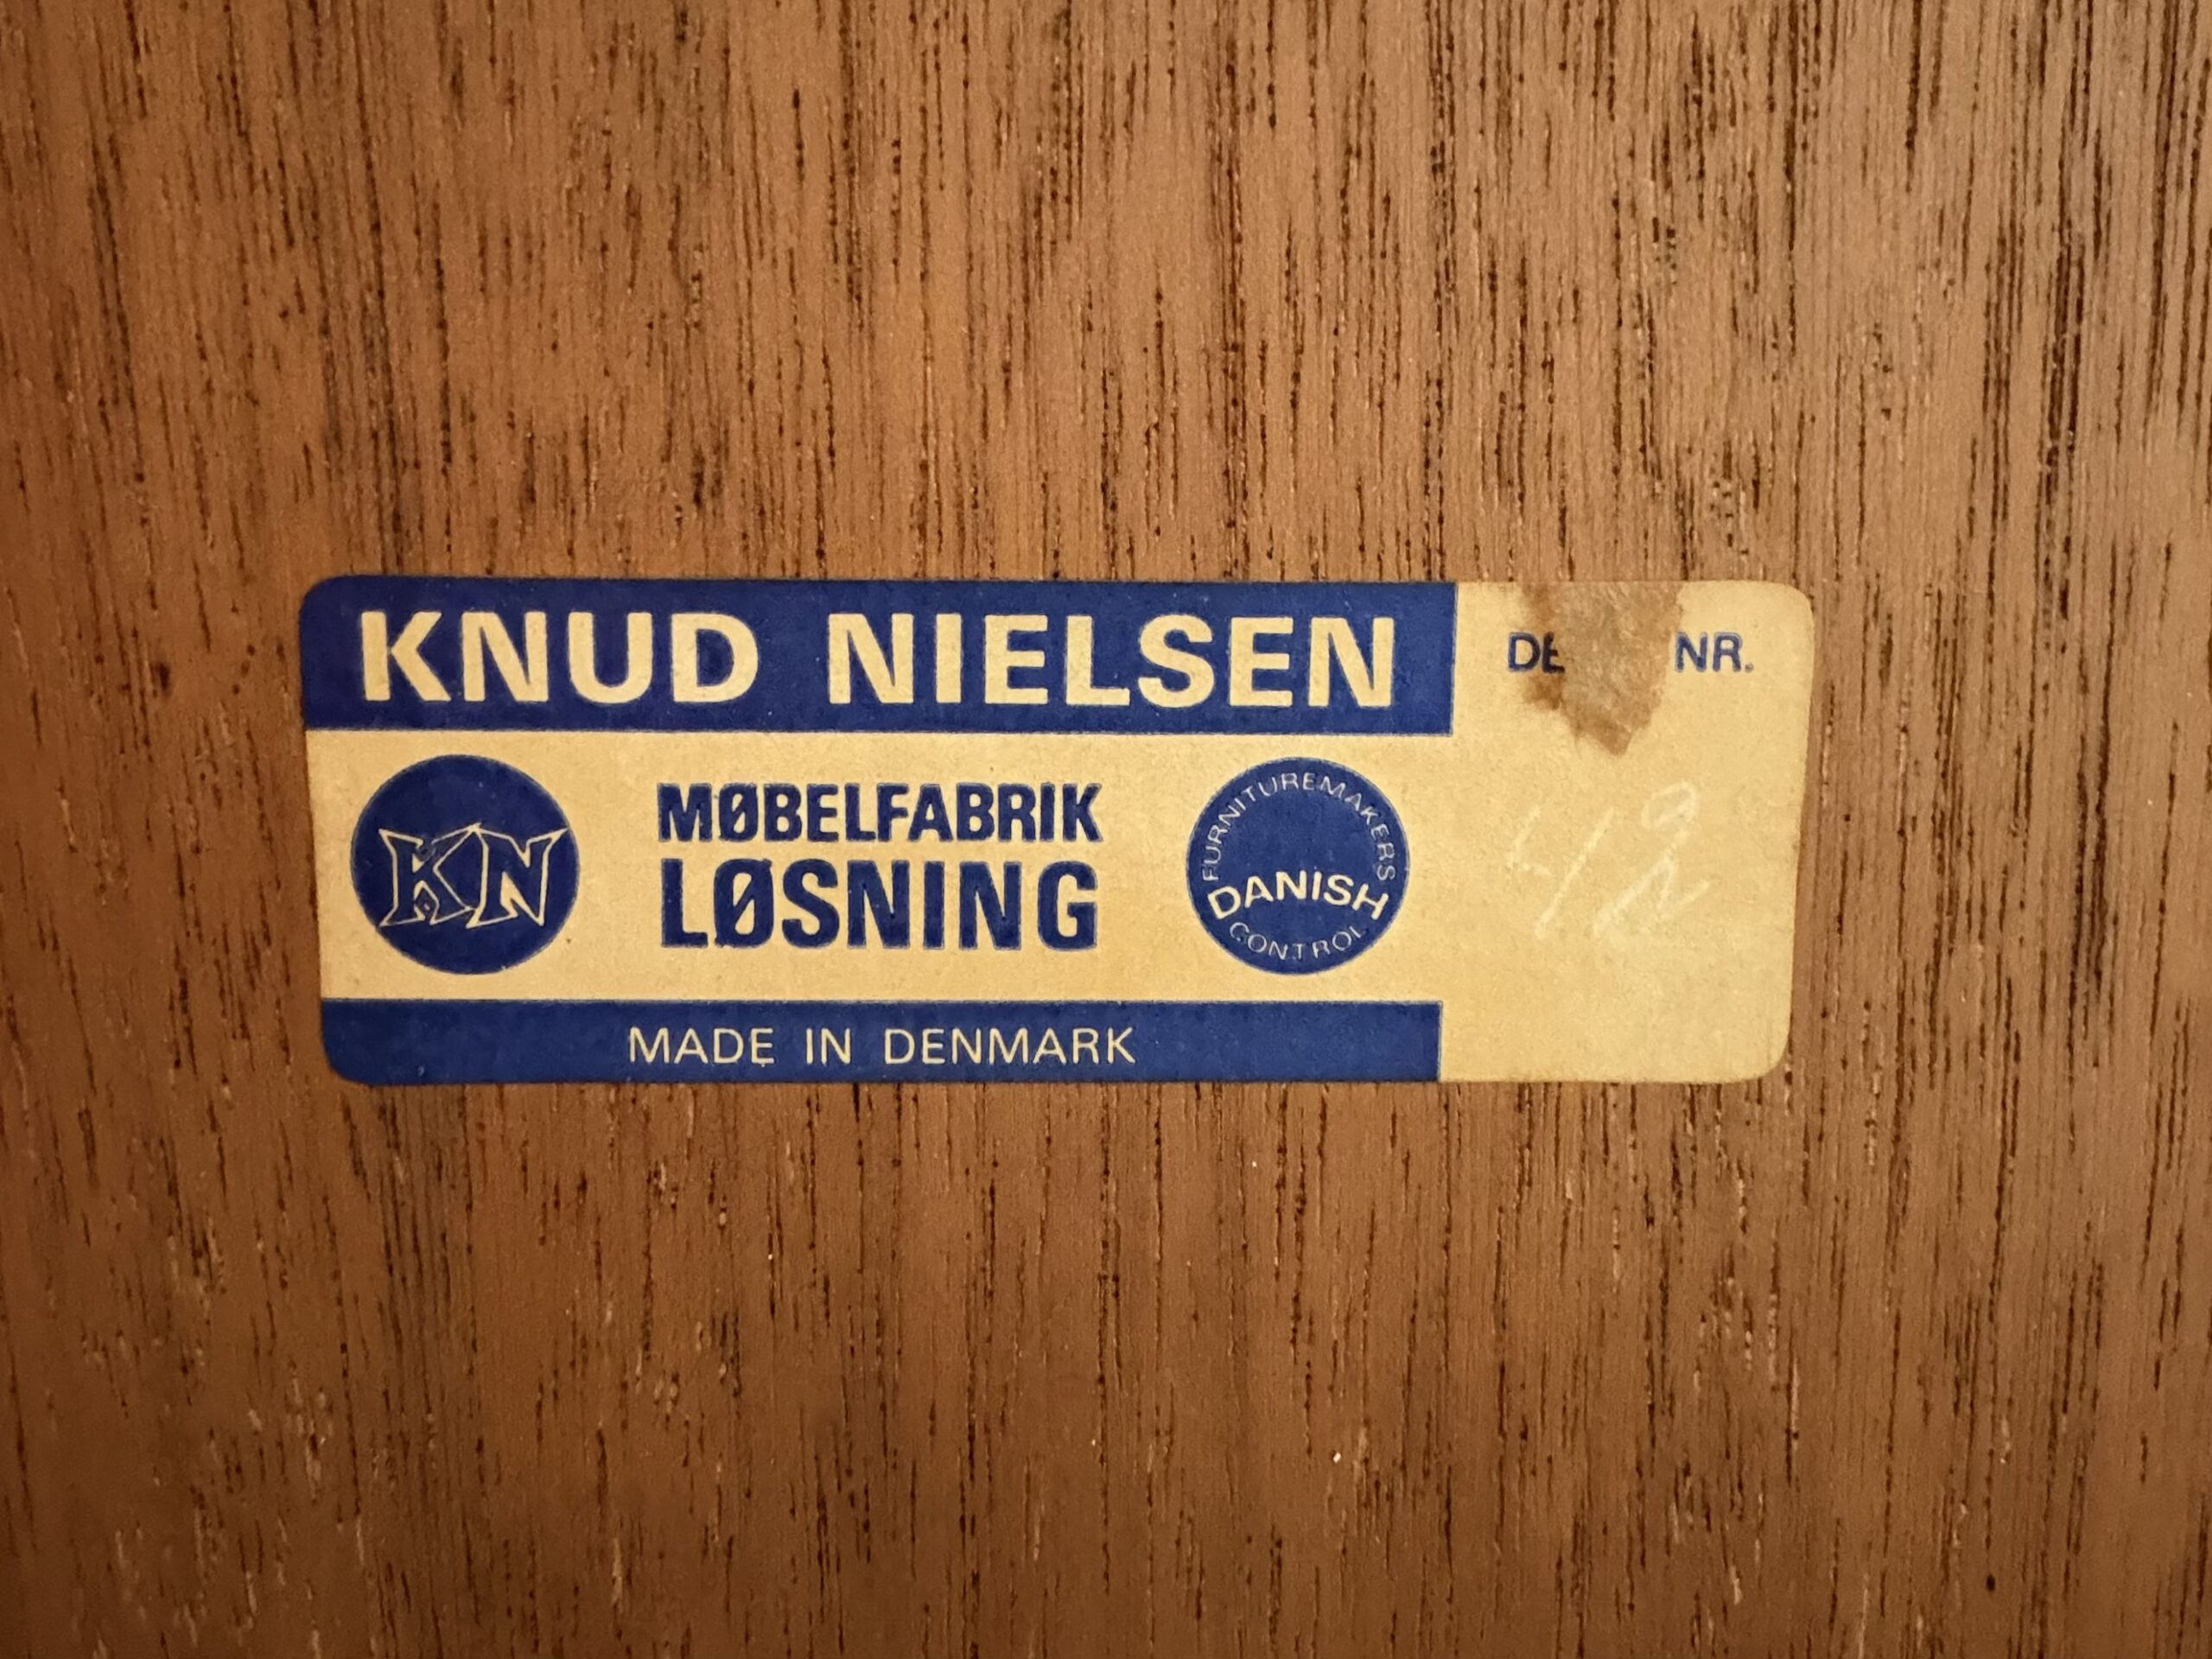 KNUD NIELSEN
NR.
KN
MØBELFABRIK
LØSNING
FURNITUREMAKERS
DANISH
CONTROL
MADE IN DENMARK